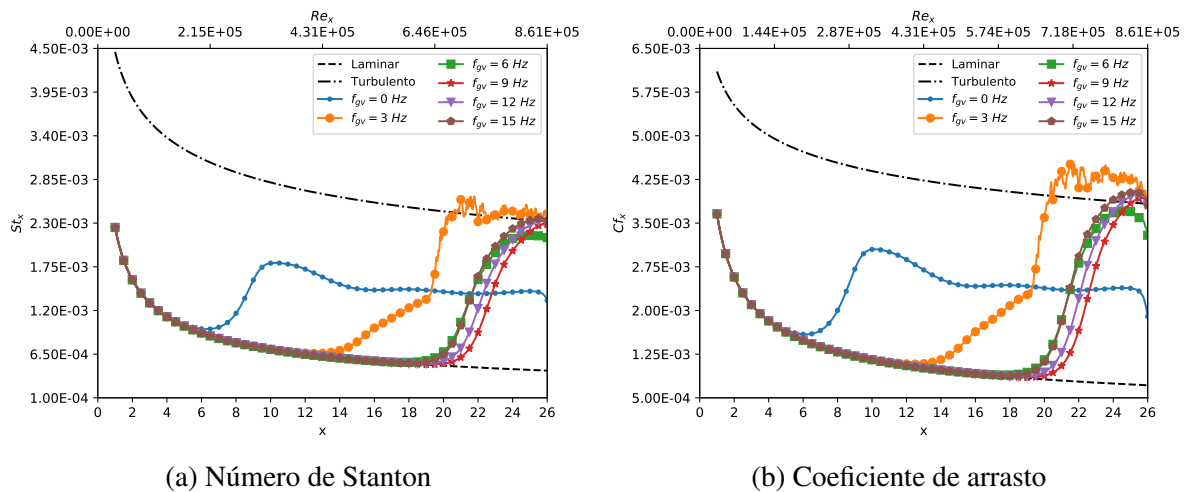 Re_x
0.00E+00 2.15E+05 4.31E+05 6.46E+05 8.61E+05
4.50E-03
3.95E-03
3.40E-03
2.85E-03
2.30E-03
1.75E-03
1.20E-03
6.50E-04
1.00E-04
St_x
Laminar
Turbulento
f_gv = 0 Hz
f_gv = 3 Hz
f_gv = 6 Hz
f_gv = 9 Hz
f_gv = 12 Hz
f_gv = 15 Hz
0 2 4 6 8 10 12 14 16 18 20 22 24 26
x
(a) Número de Stanton
Re_x
0.00E+00 1.44E+05 2.87E+05 4.31E+05 5.74E+05 7.18E+05 8.61E+05
6.50E-03
5.75E-03
5.00E-03
4.25E-03
3.50E-03
2.75E-03
2.00E-03
1.25E-03
5.00E-04
Cf_x
Laminar
Turbulento
f_gv = 0 Hz
f_gv = 3 Hz
f_gv = 6 Hz
f_gv = 9 Hz
f_gv = 12 Hz
f_gv = 15 Hz
0 2 4 6 8 10 12 14 16 18 20 22 24 26
x
(b) Coeficiente de arrasto